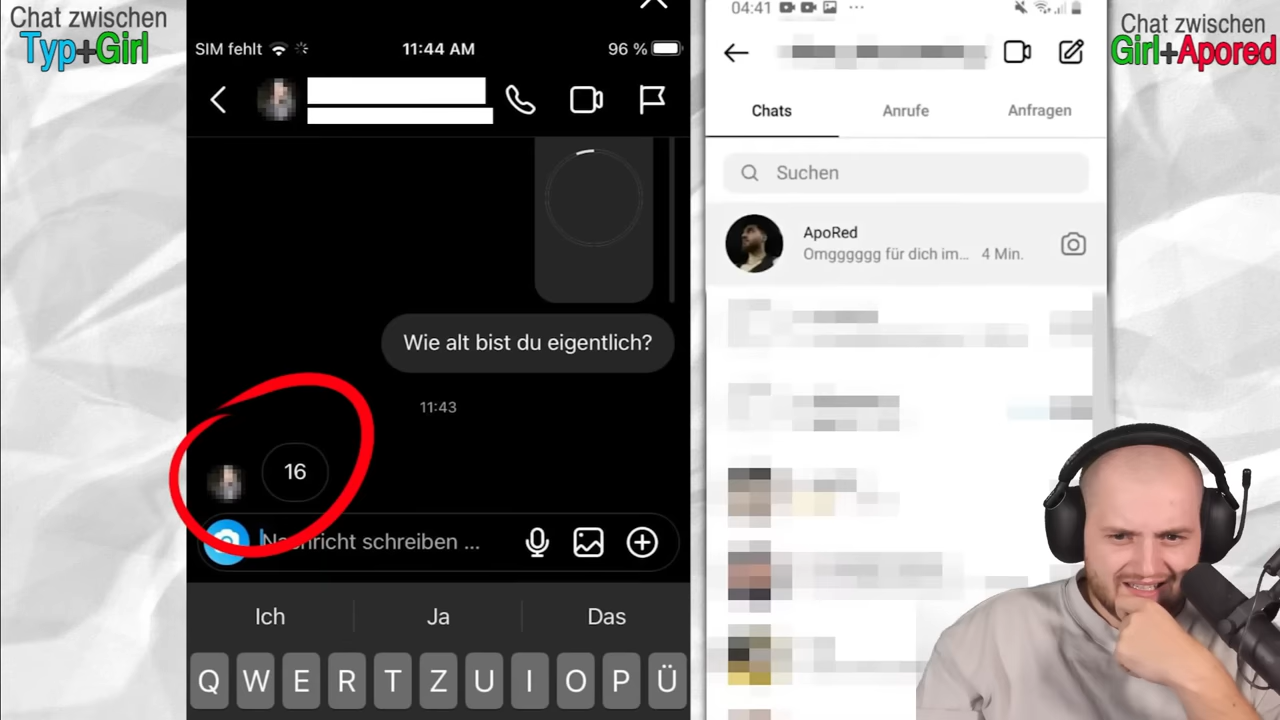 Chat zwischen
Typ+Girl
SIM fehlt
11:44 AM
96 %
Wie alt bist du eigentlich?
11:43
16
Nachricht schreiben ...
Ich Ja Das
Q W E R T Z U I O P Ü
04:41
Chats Anrufe Anfragen
Suchen
ApoRed
Omgggggg für dich im... 4 Min.
Chat zwischen
Girl+Apored